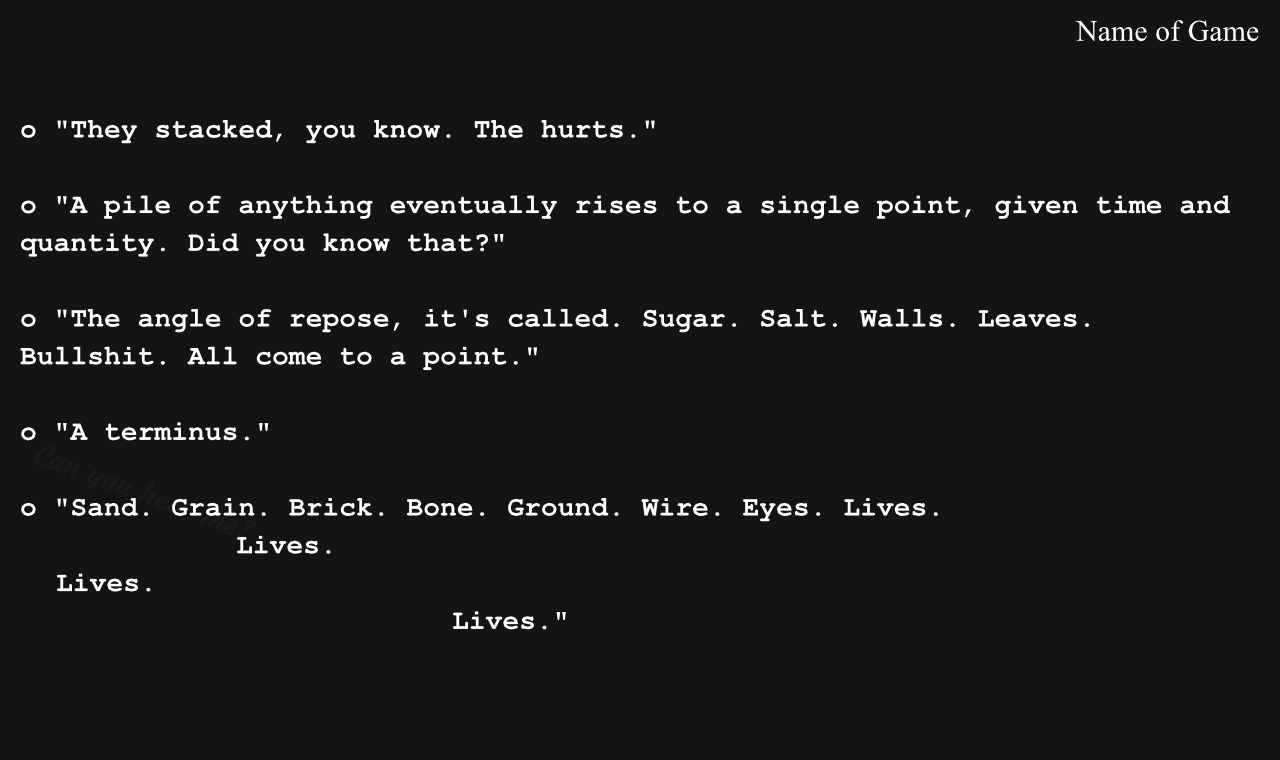 Name of Game
o "They stacked, you know. The hurts."
o "A pile of anything eventually rises to a single point, given time and
quantity. Did you know that?"
o "The angle of repose, it's called. Sugar. Salt. Walls. Leaves.
Bullshit. All come to a point."
o "A terminus."
Can you hear me?
o "Sand. Grain. Brick. Bone. Ground. Wire. Eyes. Lives.
Lives.
Lives.
Lives."